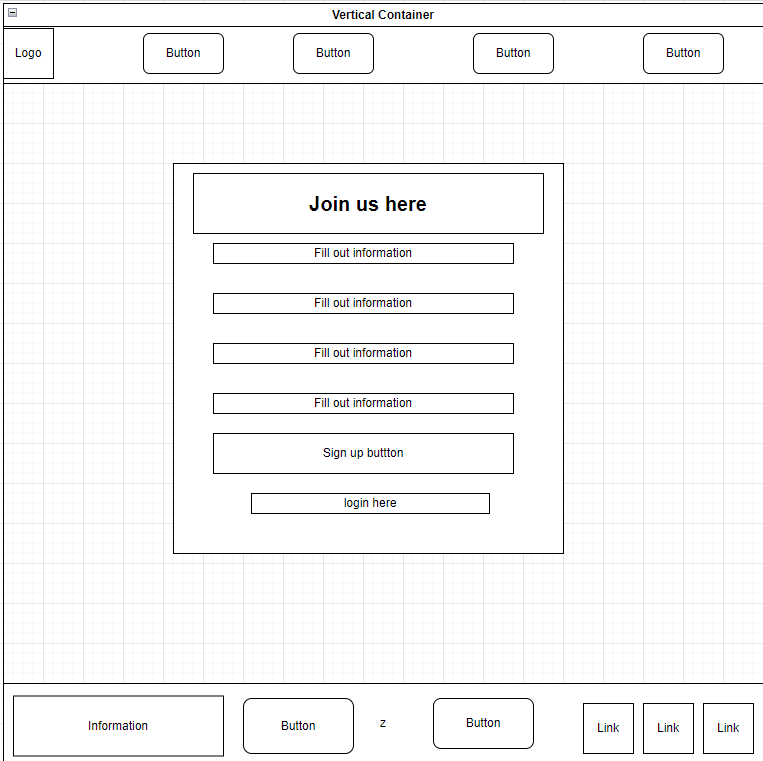 Vertical Container
Logo
Button
Button
Button
Button
Join us here
Fill out information
Fill out information
Fill out information
Fill out information
Sign up buttton
login here
Information
Button
z
Button
Link
Link
Link